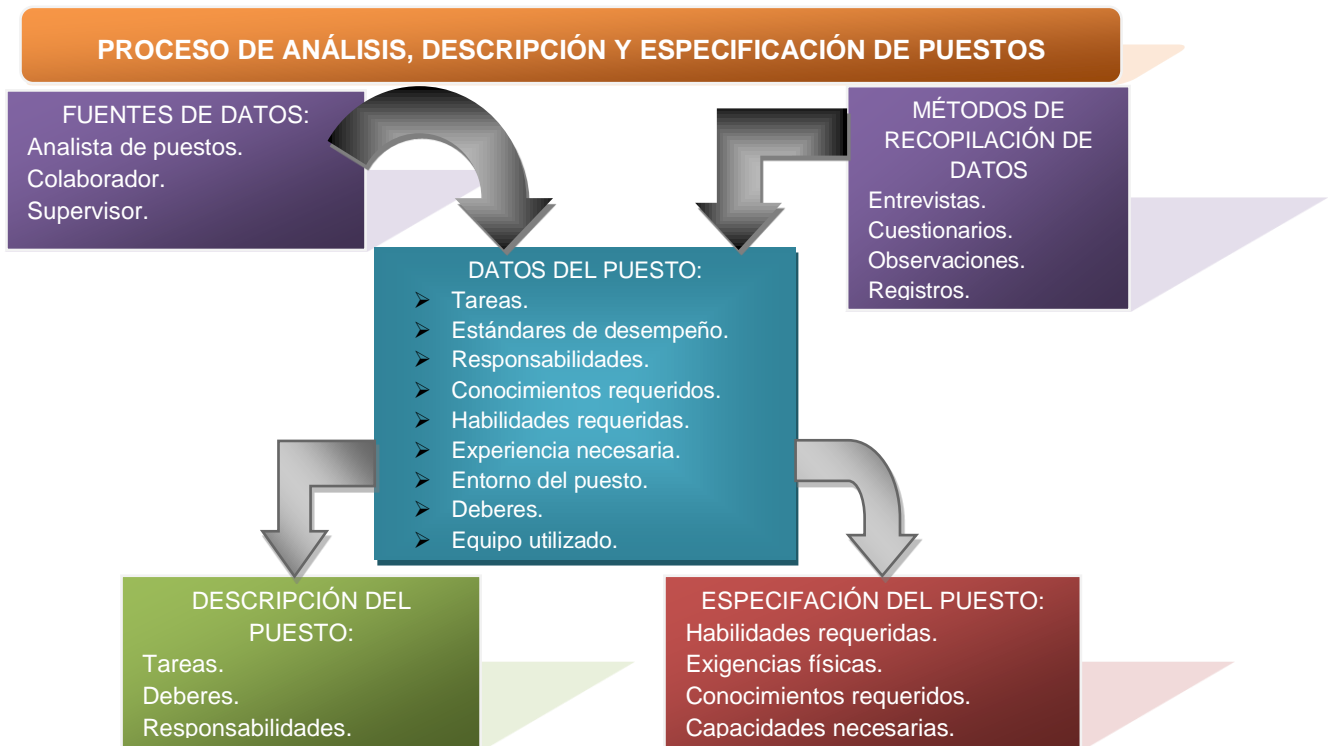 PROCESO DE ANÁLISIS, DESCRIPCIÓN Y ESPECIFICACIÓN DE PUESTOS
FUENTES DE DATOS:
Analista de puestos.
Colaborador.
Supervisor.
MÉTODOS DE
RECOPILACIÓN DE
DATOS
Entrevistas.
Cuestionarios.
Observaciones.
Registros.
DATOS DEL PUESTO:
➢ Tareas.
➢ Estándares de desempeño.
➢ Responsabilidades.
➢ Conocimientos requeridos.
➢ Habilidades requeridas.
➢ Experiencia necesaria.
➢ Entorno del puesto.
➢ Deberes.
➢ Equipo utilizado.
DESCRIPCIÓN DEL
PUESTO:
Tareas.
Deberes.
Responsabilidades.
ESPECIFACIÓN DEL PUESTO:
Habilidades requeridas.
Exigencias físicas.
Conocimientos requeridos.
Capacidades necesarias.